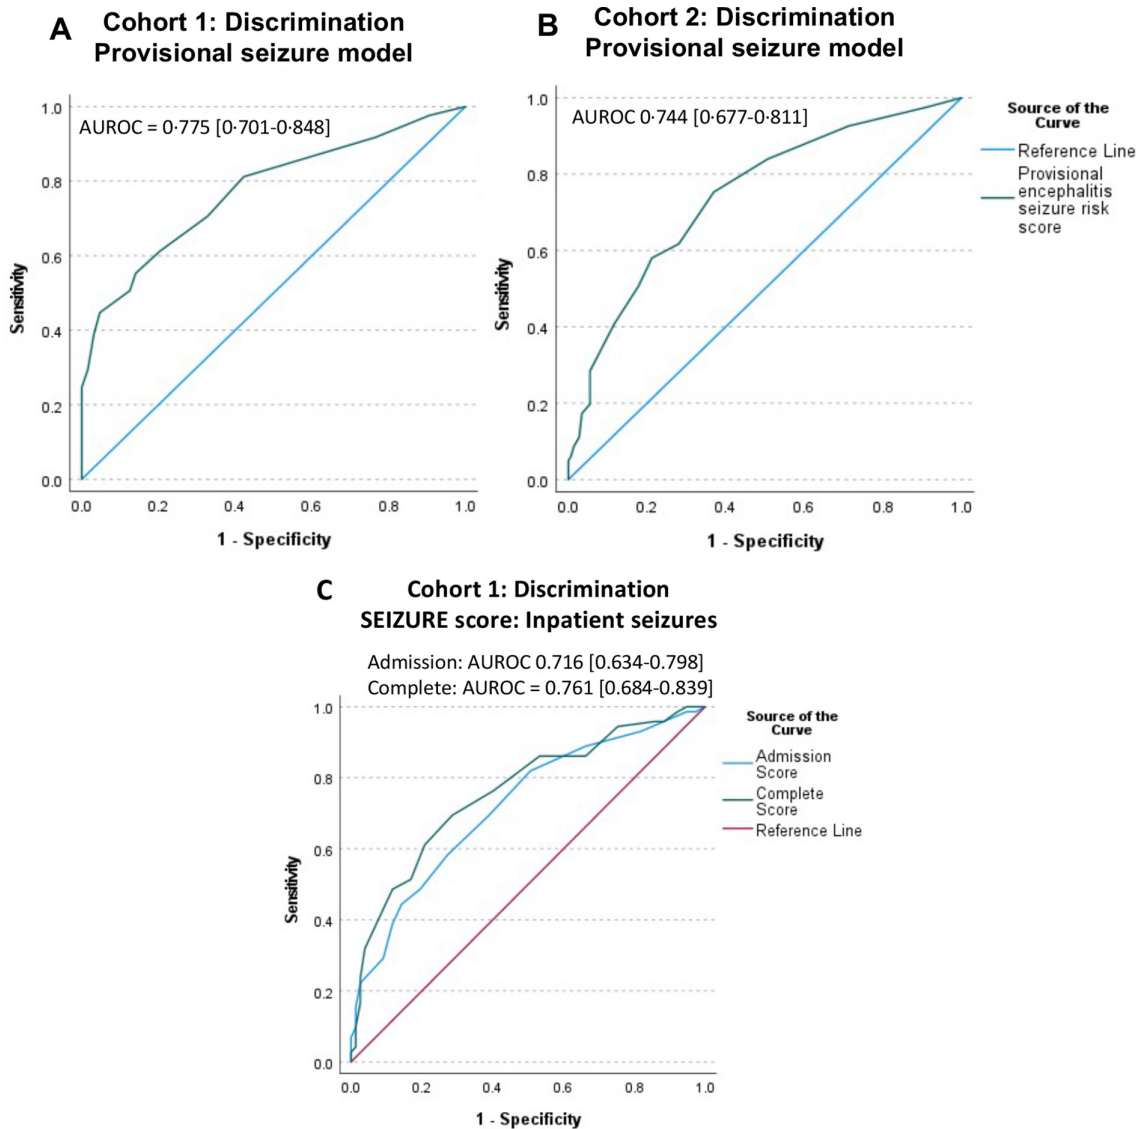 A
Cohort 1: Discrimination
Provisional seizure model
AUROC = 0·775 [0·701-0·848]
1.0
0.8
0.6
0.4
0.2
0.0
Sensitivity
0.0 0.2 0.4 0.6 0.8 1.0
1 - Specificity
B
Cohort 2: Discrimination
Provisional seizure model
AUROC 0·744 [0·677-0·811]
1.0
0.8
0.6
0.4
0.2
0.0
Sensitivity
0.0 0.2 0.4 0.6 0.8 1.0
1 - Specificity
Source of the
Curve
Reference Line
Provisional
encephalitis
seizure risk
score
C
Cohort 1: Discrimination
SEIZURE score: Inpatient seizures
Admission: AUROC 0.716 [0.634-0.798]
Complete: AUROC = 0.761 [0.684-0.839]
1.0
0.8
0.6
0.4
0.2
0.0
Sensitivity
0.0 0.2 0.4 0.6 0.8 1.0
1 - Specificity
Source of the
Curve
Admission
Score
Complete
Score
Reference Line